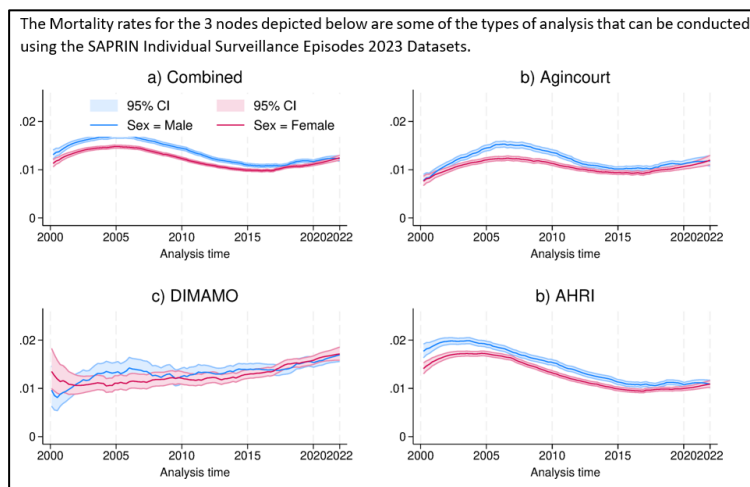 The Mortality rates for the 3 nodes depicted below are some of the types of analysis that can be conducted
using the SAPRIN Individual Surveillance Episodes 2023 Datasets.
a) Combined
95% CI 95% CI
Sex = Male Sex = Female
.02
.01
0
2000 2005 2010 2015 20202022
Analysis time
b) Agincourt
.02
.01
0
2000 2005 2010 2015 20202022
Analysis time
c) DIMAMO
.02
.01
0
2000 2005 2010 2015 20202022
Analysis time
b) AHRI
.02
.01
0
2000 2005 2010 2015 20202022
Analysis time